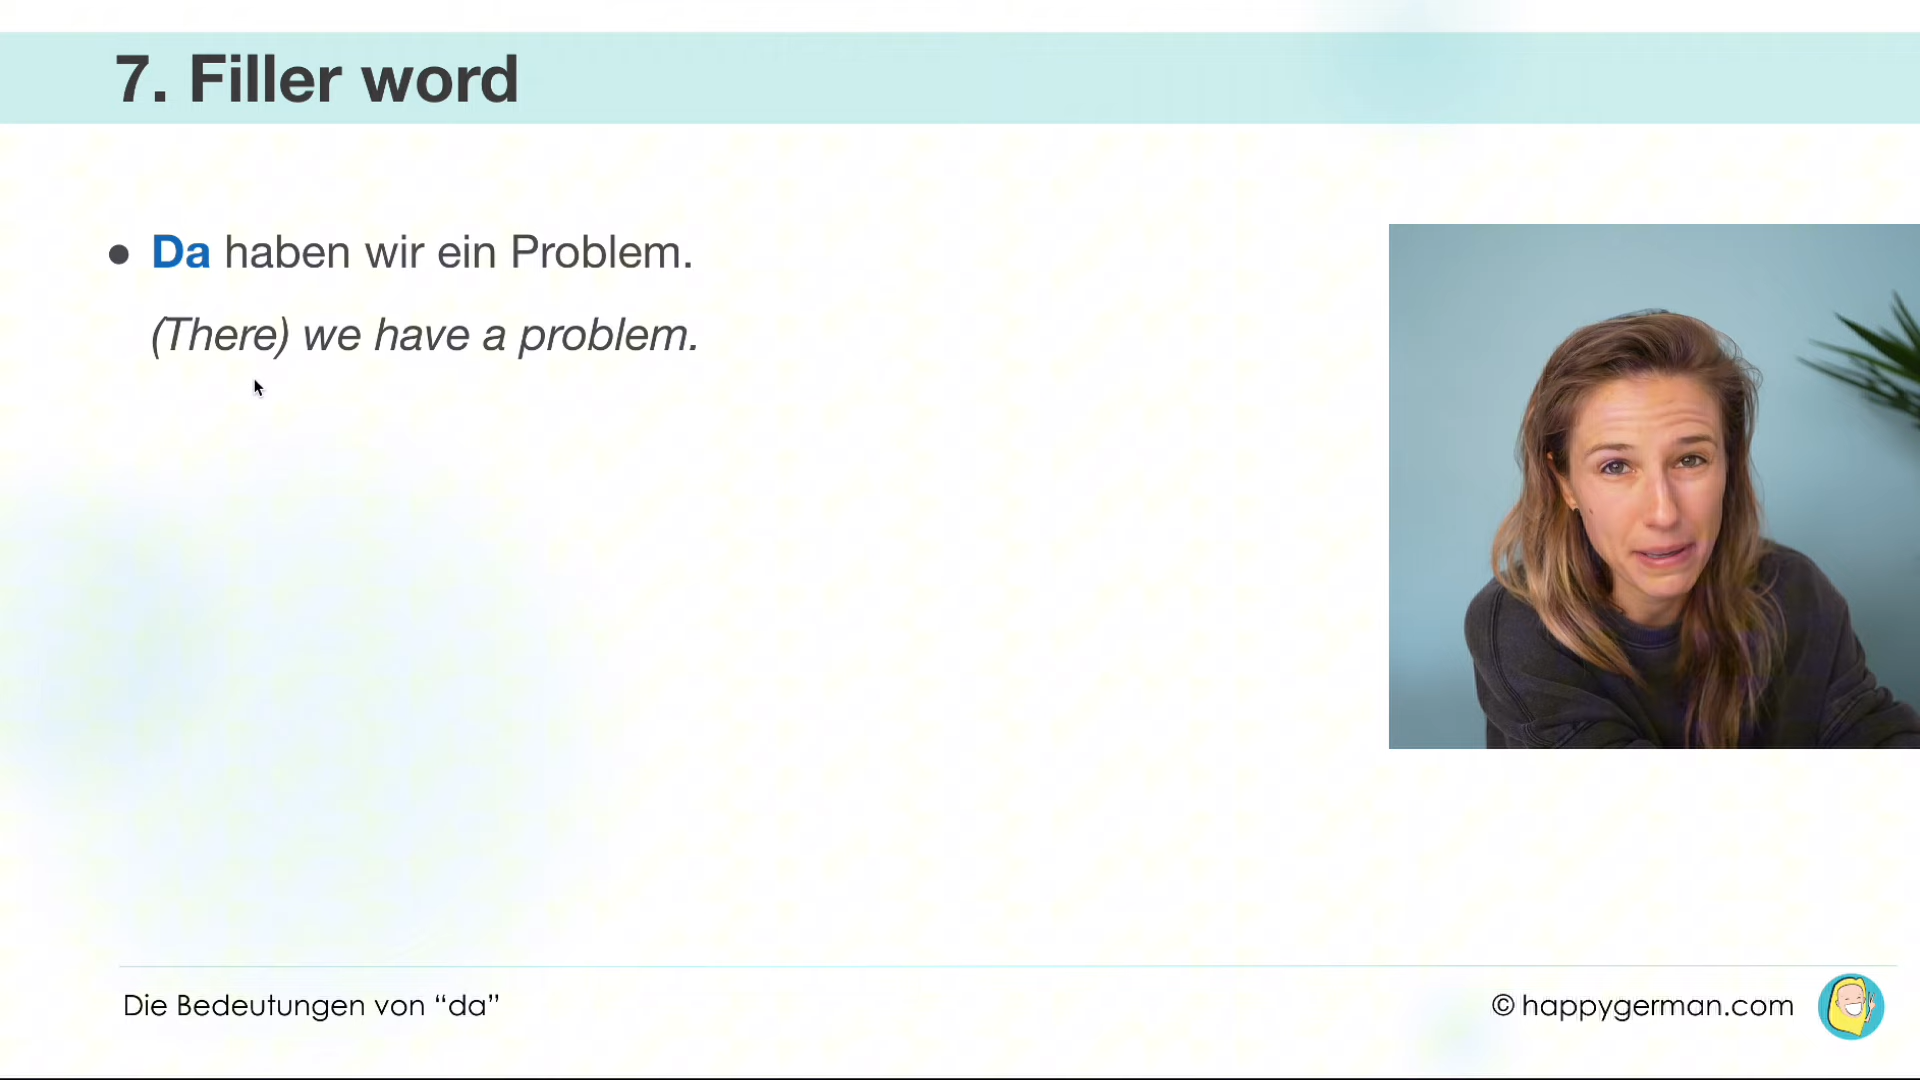 7. Filler word
● Da haben wir ein Problem.
(There) we have a problem.
Die Bedeutungen von “da”
© happygerman.com